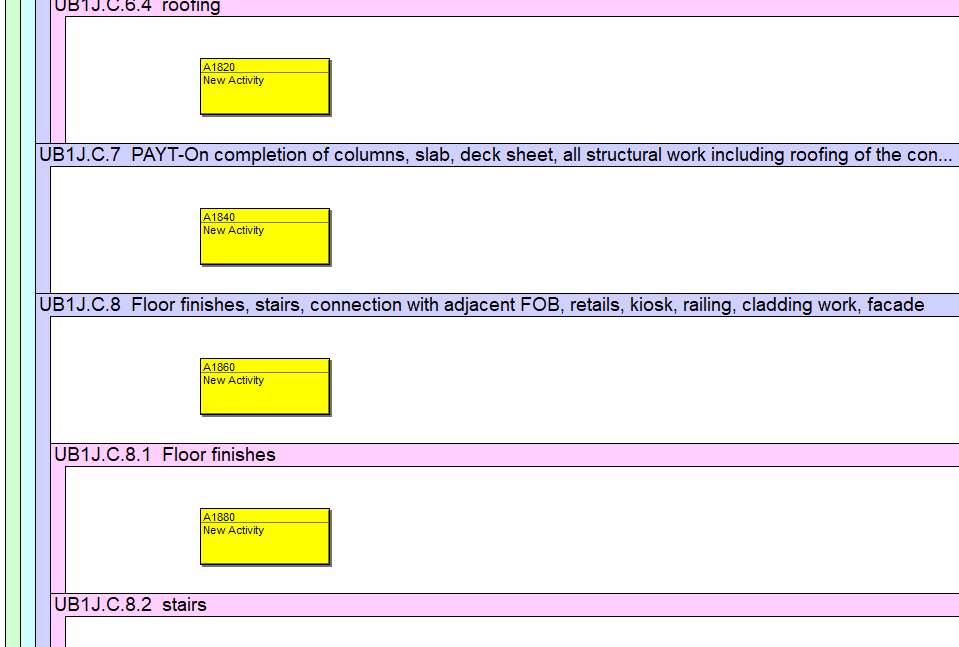 UB1J.C.6.4 roofing
A1820
New Activity
UB1J.C.7 PAYT-On completion of columns, slab, deck sheet, all structural work including roofing of the con...
A1840
New Activity
UB1J.C.8 Floor finishes, stairs, connection with adjacent FOB, retails, kiosk, railing, cladding work, facade
A1860
New Activity
UB1J.C.8.1 Floor finishes
A1880
New Activity
UB1J.C.8.2 stairs